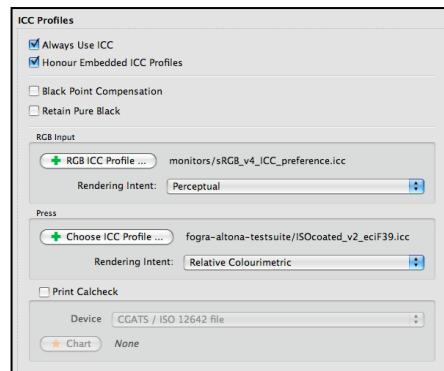 ICC Profiles
Always Use ICC
Honour Embedded ICC Profiles
Black Point Compensation
Retain Pure Black
RGB Input
RGB ICC Profile ... monitors/sRGB_v4_ICC_preference.icc
Rendering Intent: Perceptual
Press
Choose ICC Profile ... fogra-altona-testsuite/ISOcoated_v2_eciF39.icc
Rendering Intent: Relative Colourimetric
Print Calcheck
Device CGATS / ISO 12642 file
Chart None